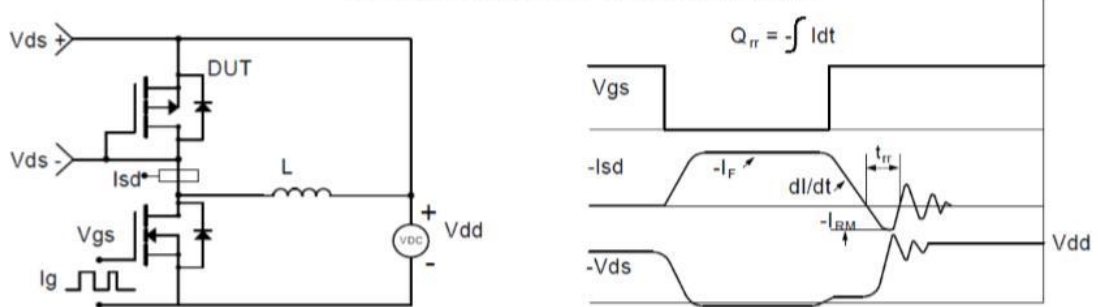 Vds +
DUT
Vds -
Isd
L
Vgs
+
VDC
Vdd
-
Ig
Qrr = -∫ Idt
Vgs
-Isd
-IF
trr
dI/dt
-IRM
Vdd
-Vds